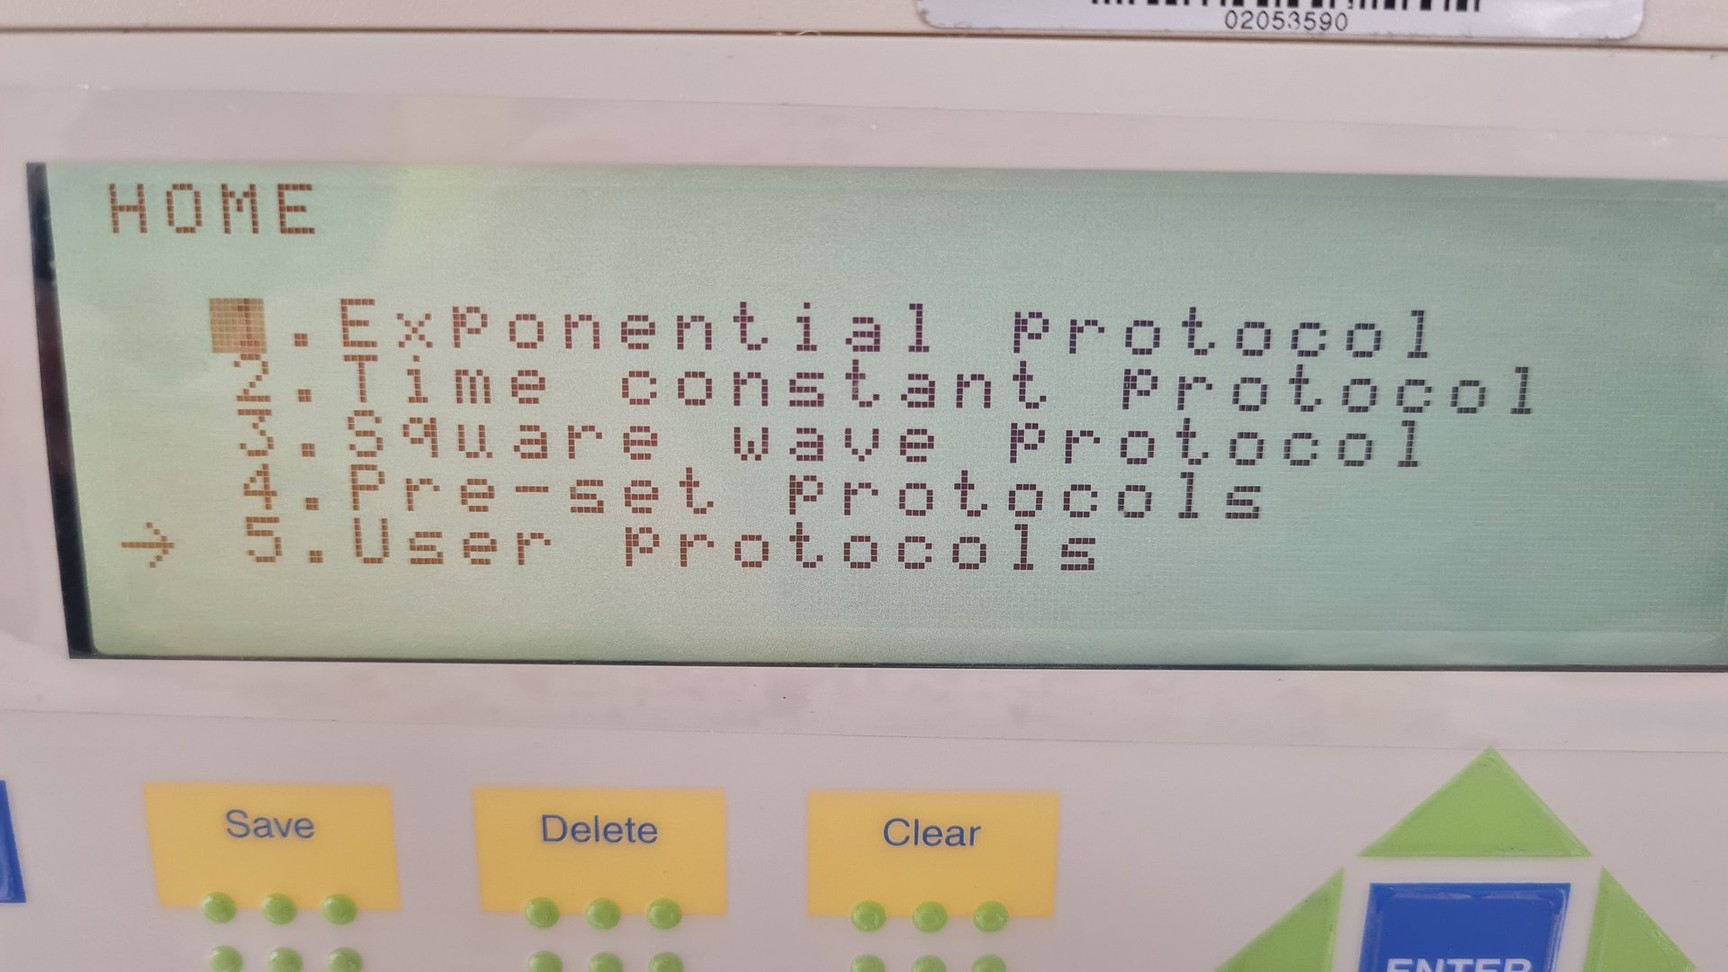 02053590
HOME
1.Exponential protocol
2.Time constant protocol
3.Square wave protocol
4.Pre-set protocols
→ 5.User protocols
Save Delete Clear
ENTER